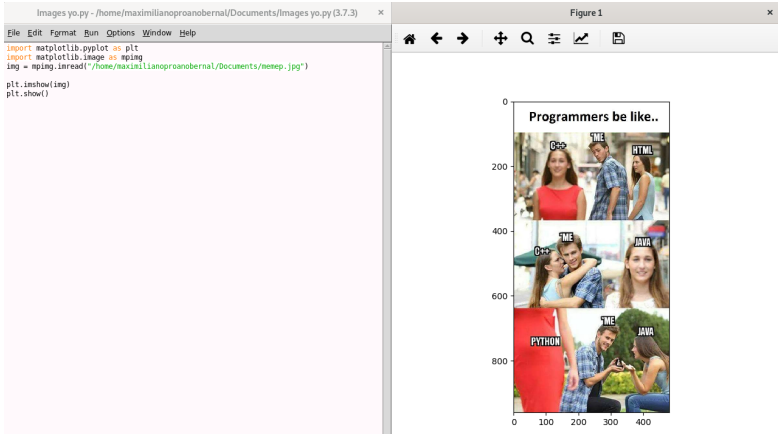 Images yo.py - /home/maximilianoproanobernal/Documents/Images yo.py (3.7.3)
×
File Edit Format Run Options Window Help
import matplotlib.pyplot as plt
import matplotlib.image as mpimg
img = mpimg.imread("/home/maximilianoproanobernal/Documents/memep.jpg")
plt.imshow(img)
plt.show()
Figure 1
×
Programmers be like..
C++
"ME
HTML
C++
"ME
JAVA
PYTHON
"ME
JAVA
0
200
400
600
800
0 100 200 300 400